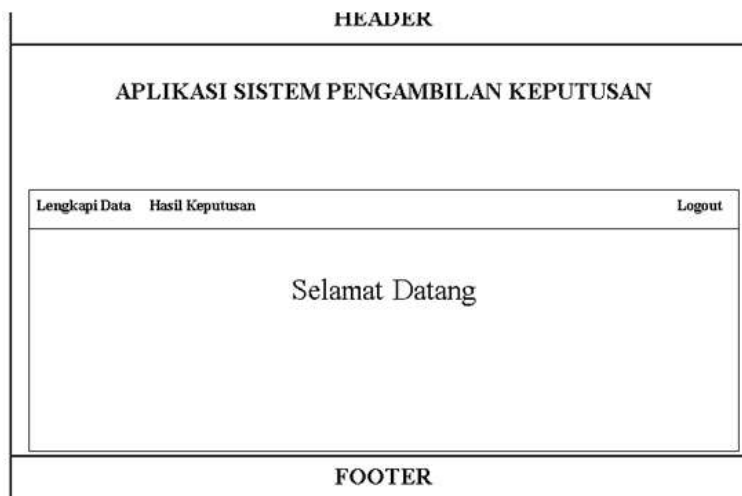 HEADER
APLIKASI SISTEM PENGAMBILAN KEPUTUSAN
Lengkapi Data Hasil Keputusan Logout
Selamat Datang
FOOTER